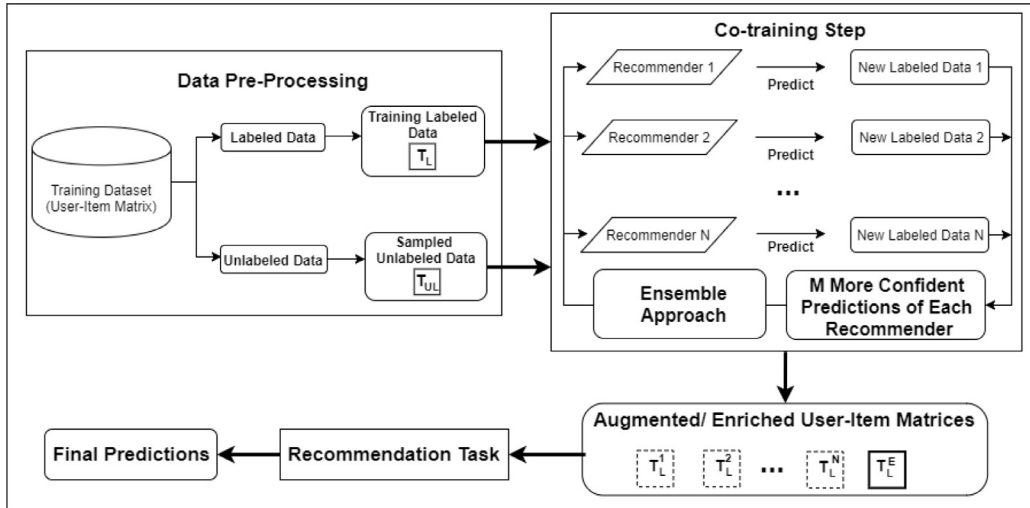 Data Pre-Processing
Training Dataset
(User-Item Matrix)
Labeled Data
Training Labeled
Data
T_L
Unlabeled Data
Sampled
Unlabeled Data
T_UL
Co-training Step
Recommender 1
Predict
New Labeled Data 1
Recommender 2
Predict
New Labeled Data 2
...
Recommender N
Predict
New Labeled Data N
Ensemble
Approach
M More Confident
Predictions of Each
Recommender
Augmented/ Enriched User-Item Matrices
T_L^1 T_L^2 ... T_L^N T_L^E
Recommendation Task
Final Predictions